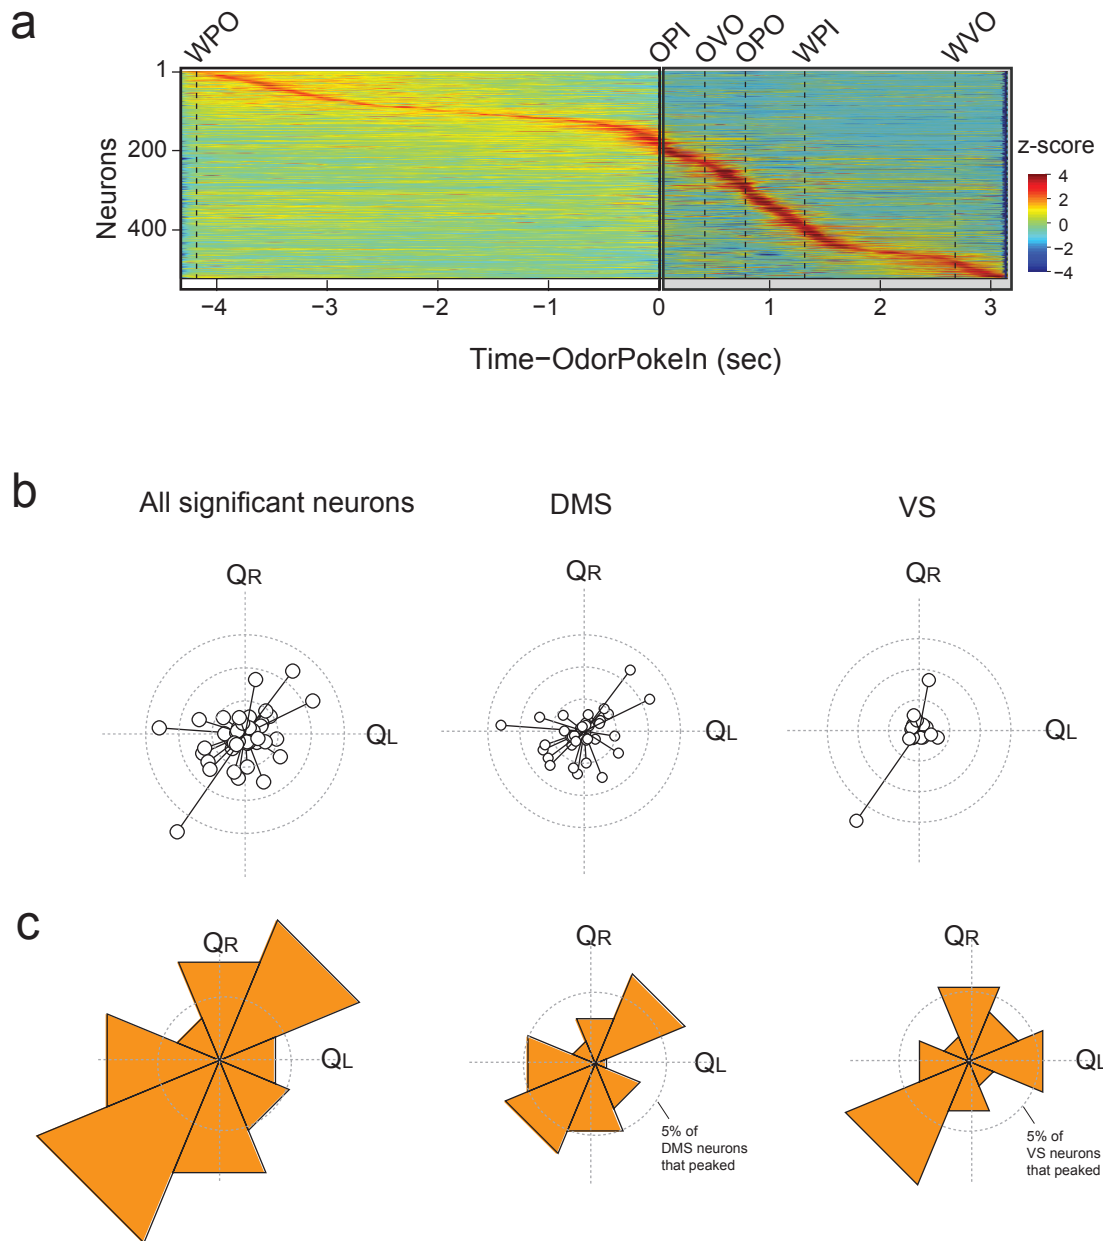 a
WPO OPI OVO OPO WPI WVO
1
200
400
Neurons
z-score
4
2
0
−2
−4
−4 −3 −2 −1 0 1 2 3
Time−OdorPokeIn (sec)
b
All significant neurons DMS VS
QR QR QR
QL QL QL
c
QR QR QR
QL QL QL
5% of
DMS neurons
that peaked
5% of
VS neurons
that peaked